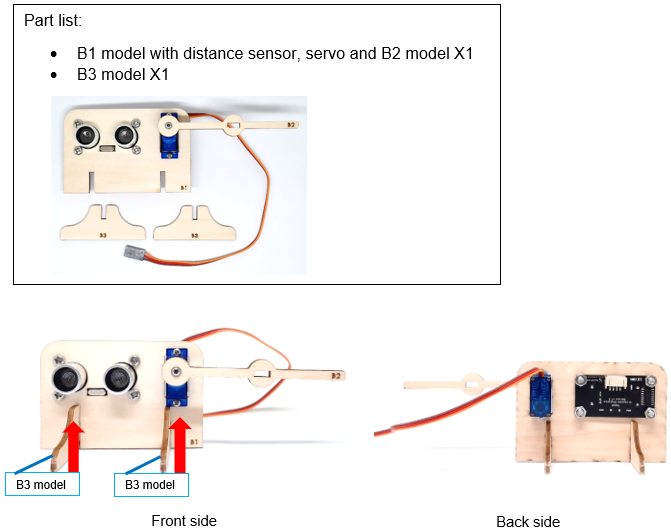 Part list:
• B1 model with distance sensor, servo and B2 model X1
• B3 model X1
B2
B1
B3
B3
B2
B1
B3 model
B3 model
Front side
Back side